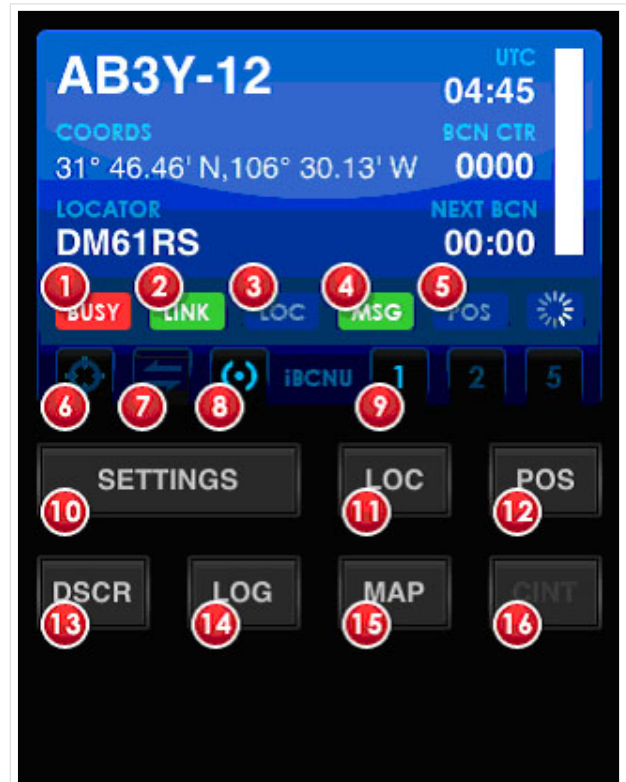 AB3Y-12
UTC
04:45
COORDS
BCN CTR
31° 46.46' N,106° 30.13' W
0000
LOCATOR
NEXT BCN
DM61RS
00:00
1 2 3 4 5
BUSY LINK LOC MSG POS
iBCNU 1 2 5
6 7 8 9
SETTINGS LOC POS
10 11 12
DSCR LOG MAP CINT
13 14 15 16